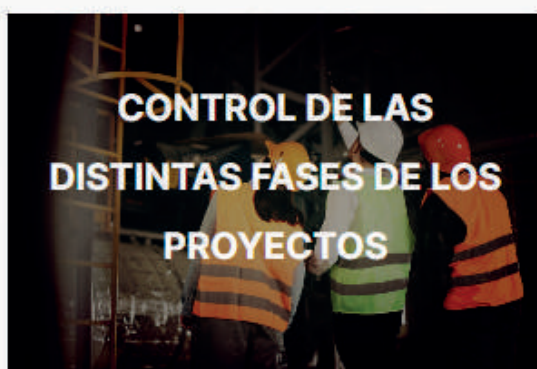 CONTROL DE LAS
DISTINTAS FASES DE LOS
PROYECTOS